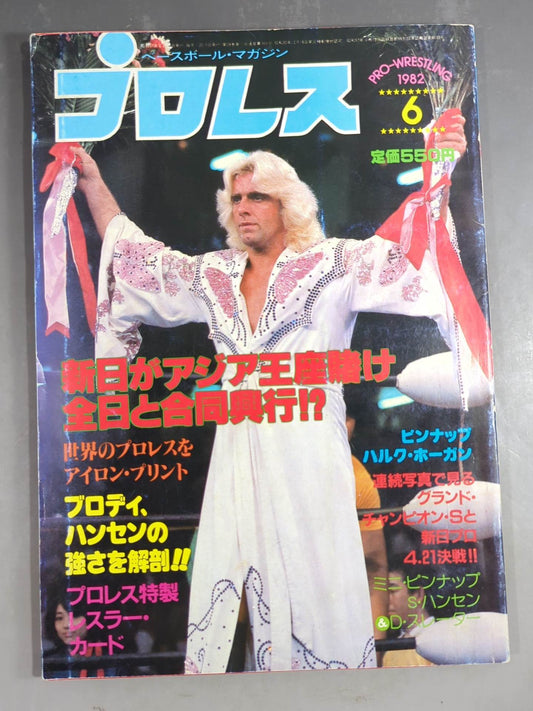 ベースボール・マガジン
プロレス
PRO-WRESTLING
1982
6
定価550円
新日がアジア王座賭け
全日と合同興行!?
世界のプロレスを
アイロン・プリント
ブロディ、
ハンセンの
強さを解剖!!
プロレス特製
レスラー・
カード
ピンナップ
ハルク・ホーガン
連続写真で見る
グランド・
チャンピオン・Sと
新日プロ
4.21決戦!!
ミニ・ピンナップ
S・ハンセン
&D・スレーター